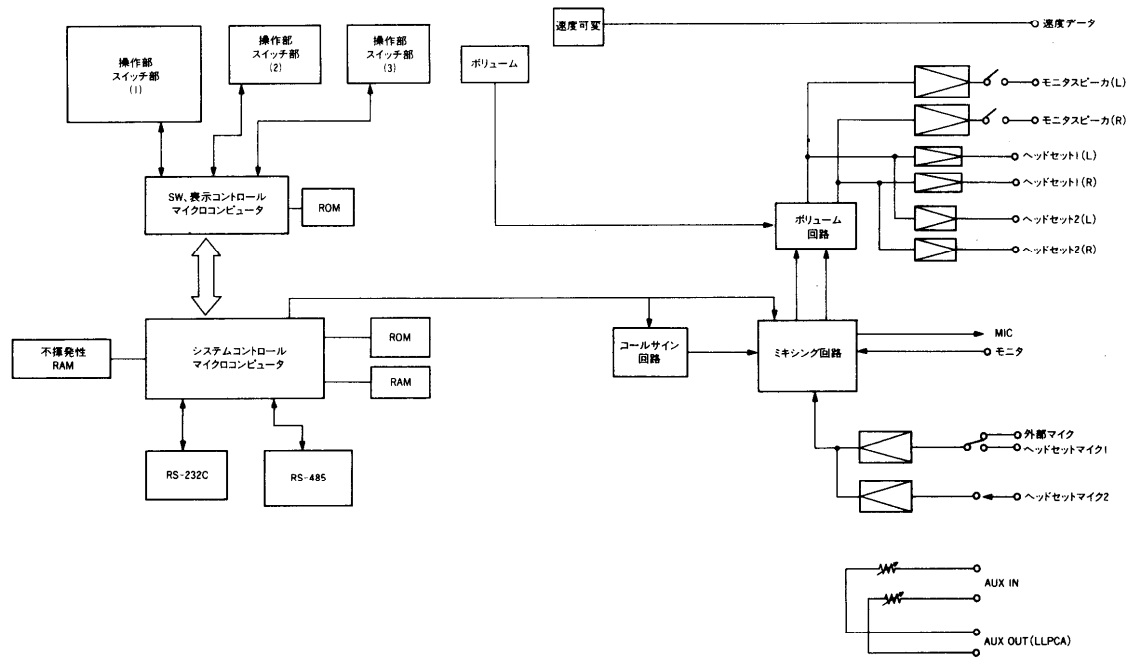 速度可変
速度データ
操作部
スイッチ部
(1)
操作部
スイッチ部
(2)
操作部
スイッチ部
(3)
ボリューム
モニタスピーカ(L)
モニタスピーカ(R)
ヘッドセット1(L)
ヘッドセット1(R)
ヘッドセット2(L)
ヘッドセット2(R)
SW、表示コントロール
マイクロコンピュータ
ROM
ボリューム
回路
不揮発性
RAM
システムコントロール
マイクロコンピュータ
ROM
RAM
コールサイン
回路
ミキシング回路
MIC
モニタ
RS-232C
RS-485
外部マイク
ヘッドセットマイク1
ヘッドセットマイク2
AUX IN
AUX OUT(LLPCA)